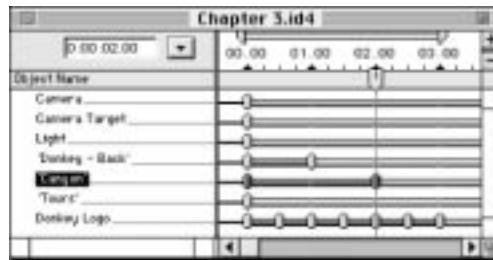 Chapter 3.id4
0:00:02.00
00.00 01.00 02.00 03.00
Object Name
Camera
Camera Target
Light
'Donkey - Back'
'Canyon'
'Tours'
Donkey Logo